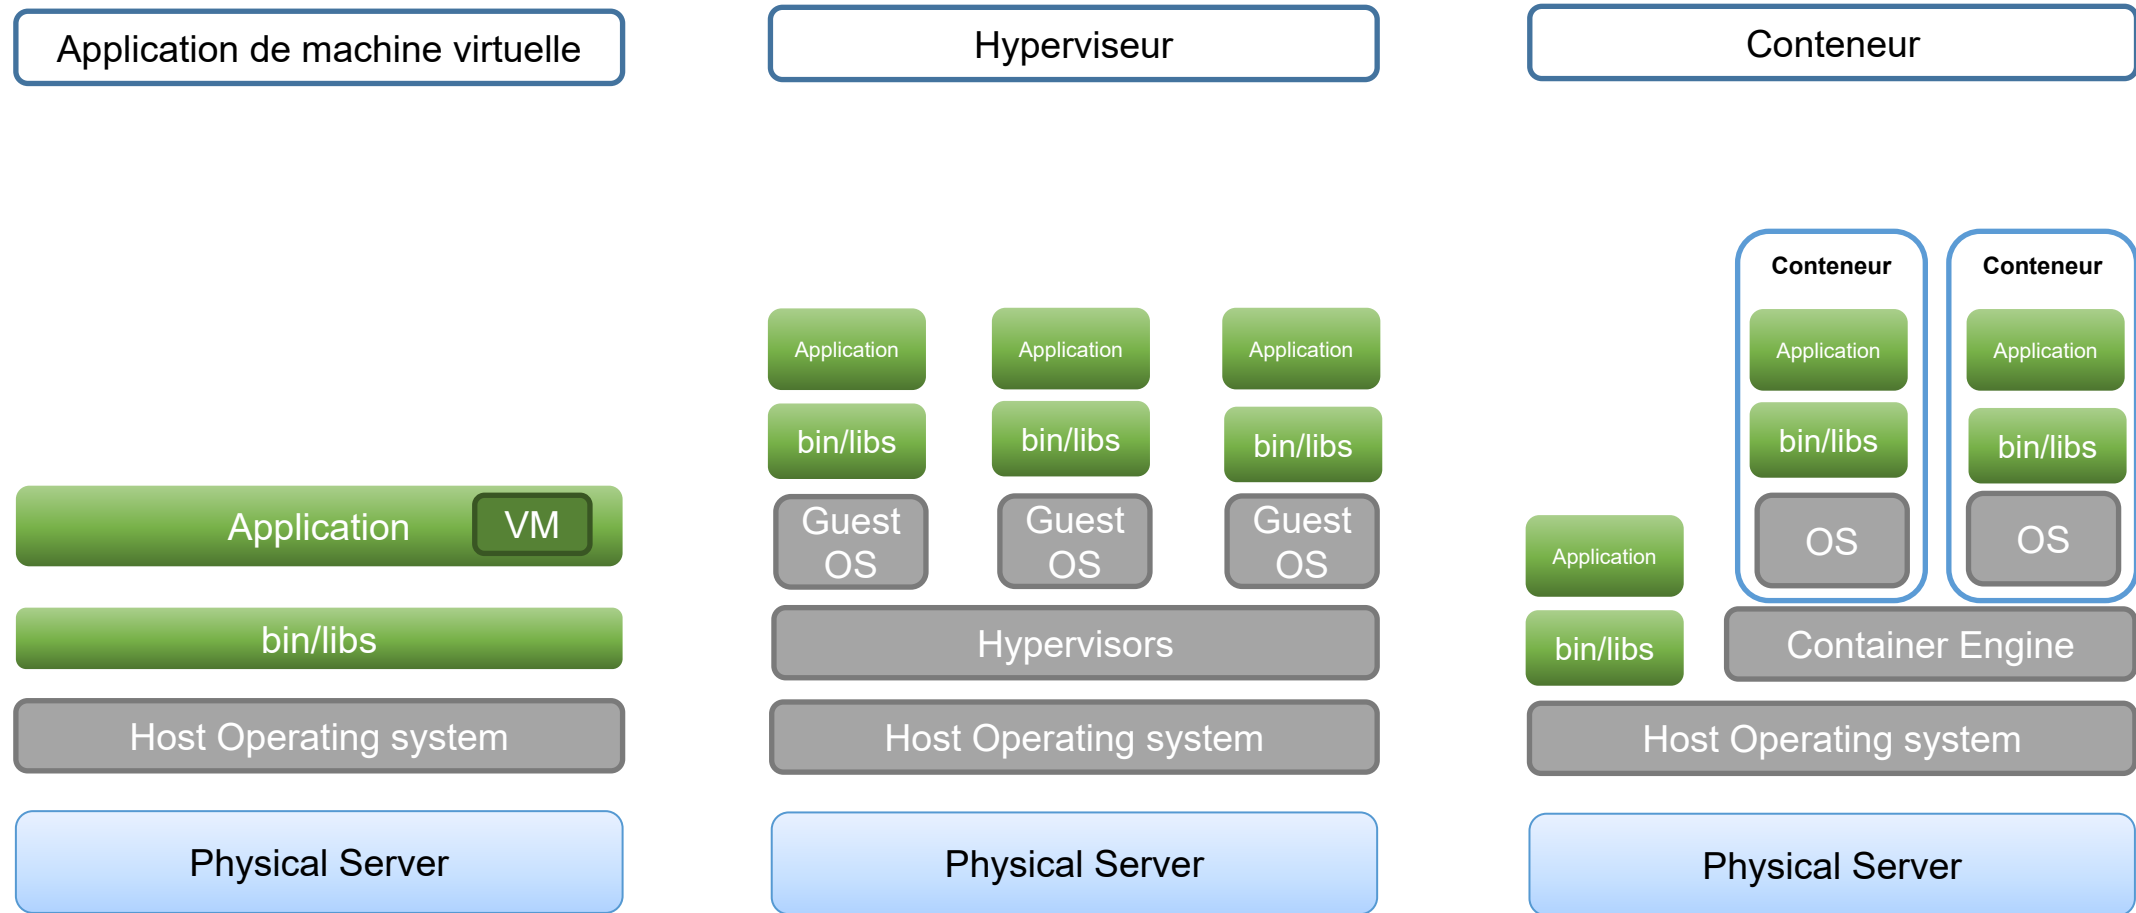 Application de machine virtuelle
Application
VM
bin/libs
Host Operating system
Physical Server
Hyperviseur
Application
Application
Application
bin/libs
bin/libs
bin/libs
Guest
OS
Guest
OS
Guest
OS
Hypervisors
Host Operating system
Physical Server
Conteneur
Conteneur
Conteneur
Application
Application
bin/libs
bin/libs
OS
OS
Application
bin/libs
Container Engine
Host Operating system
Physical Server